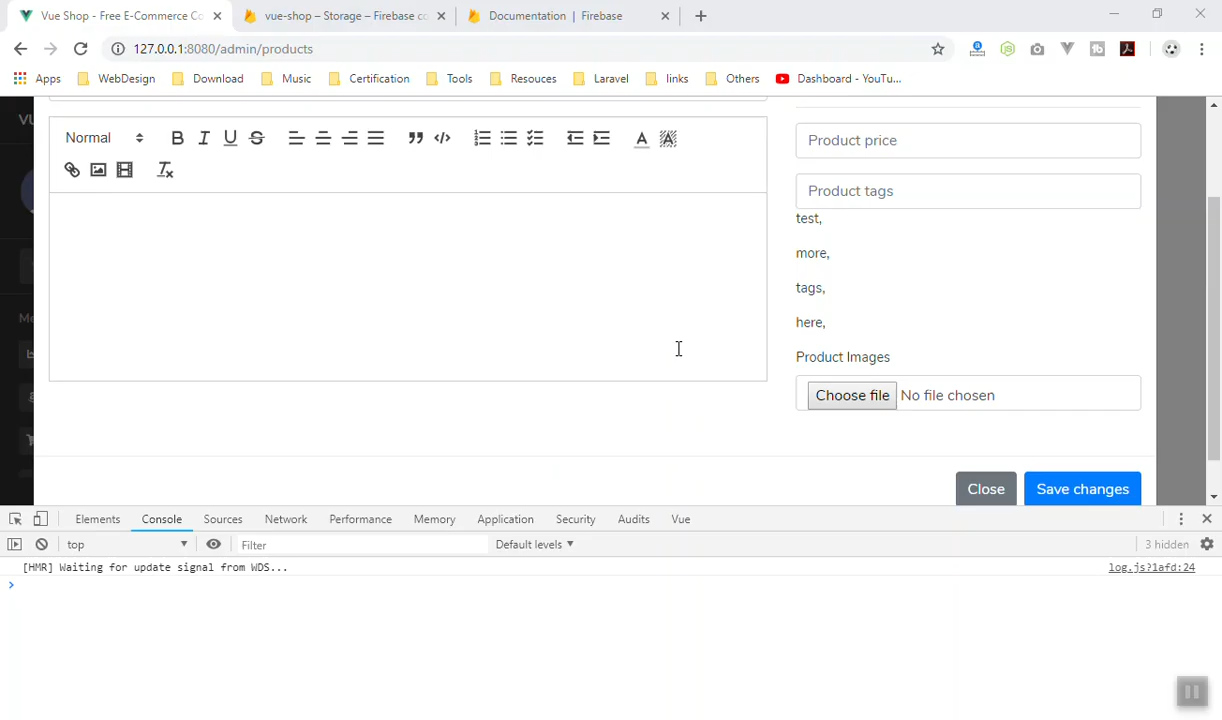 Vue Shop – Free E-Commerce Co
vue-shop – Storage – Firebase co
Documentation | Firebase
127.0.0.1:8080/admin/products
Apps
WebDesign
Download
Music
Certification
Tools
Resouces
Laravel
links
Others
Dashboard - YouTu...
VU
Normal
Product price
Product tags
test,
more,
tags,
here,
Product Images
Choose file No file chosen
Me
Close
Save changes
Elements
Console
Sources
Network
Performance
Memory
Application
Security
Audits
Vue
top
Filter
Default levels
3 hidden
[HMR] Waiting for update signal from WDS...
log.js?1afd:24